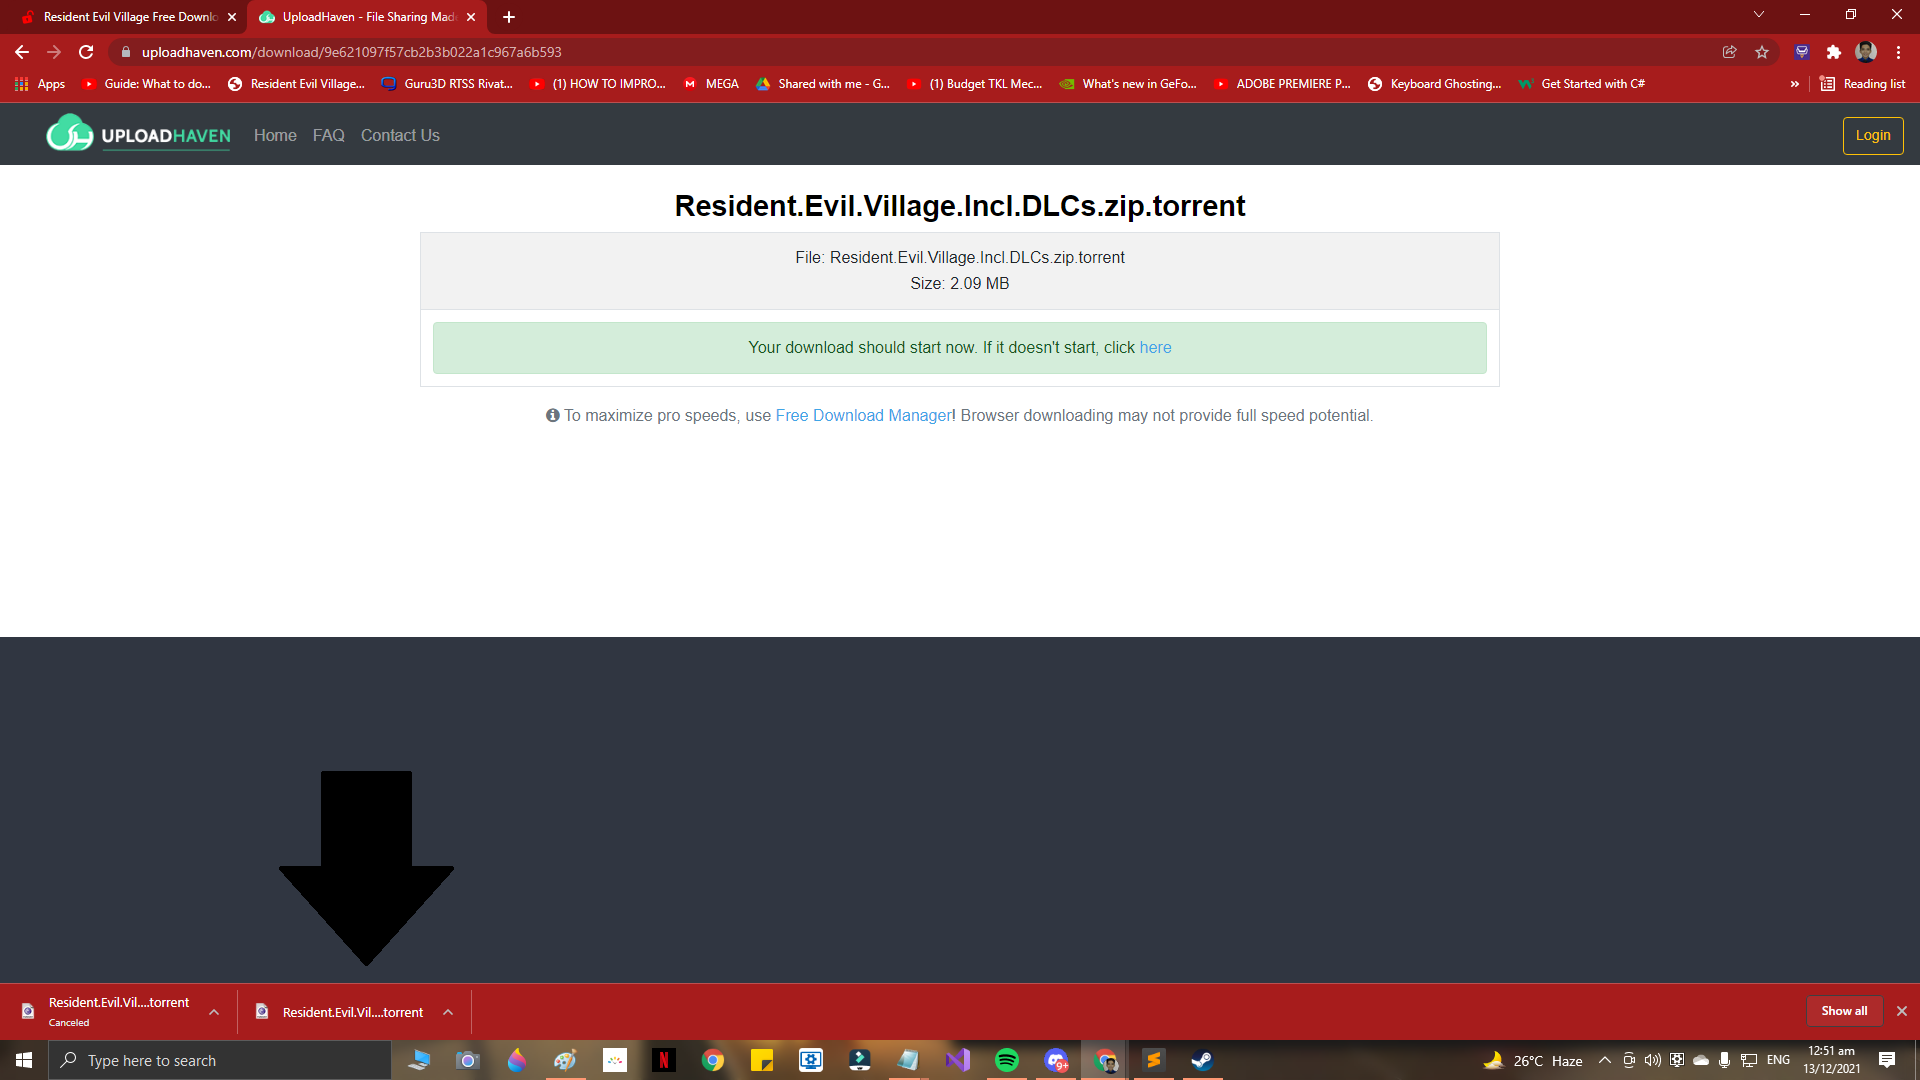 Resident Evil Village Free Downlo
UploadHaven - File Sharing Mad
uploadhaven.com/download/9e621097f57cb2b3b022a1c967a6b593
Apps
Guide: What to do...
Resident Evil Village...
Guru3D RTSS Rivat...
(1) HOW TO IMPRO...
MEGA
Shared with me - G...
(1) Budget TKL Mec...
What's new in GeFo...
ADOBE PREMIERE P...
Keyboard Ghosting...
Get Started with C#
»
Reading list
UPLOADHAVEN
Home
FAQ
Contact Us
Login
Resident.Evil.Village.Incl.DLCs.zip.torrent
File: Resident.Evil.Village.Incl.DLCs.zip.torrent
Size: 2.09 MB
Your download should start now. If it doesn't start, click here
To maximize pro speeds, use Free Download Manager! Browser downloading may not provide full speed potential.
Resident.Evil.Vil....torrent
Canceled
Resident.Evil.Vil....torrent
Show all
Type here to search
N
9+
26°C Haze
ENG
12:51 am
13/12/2021